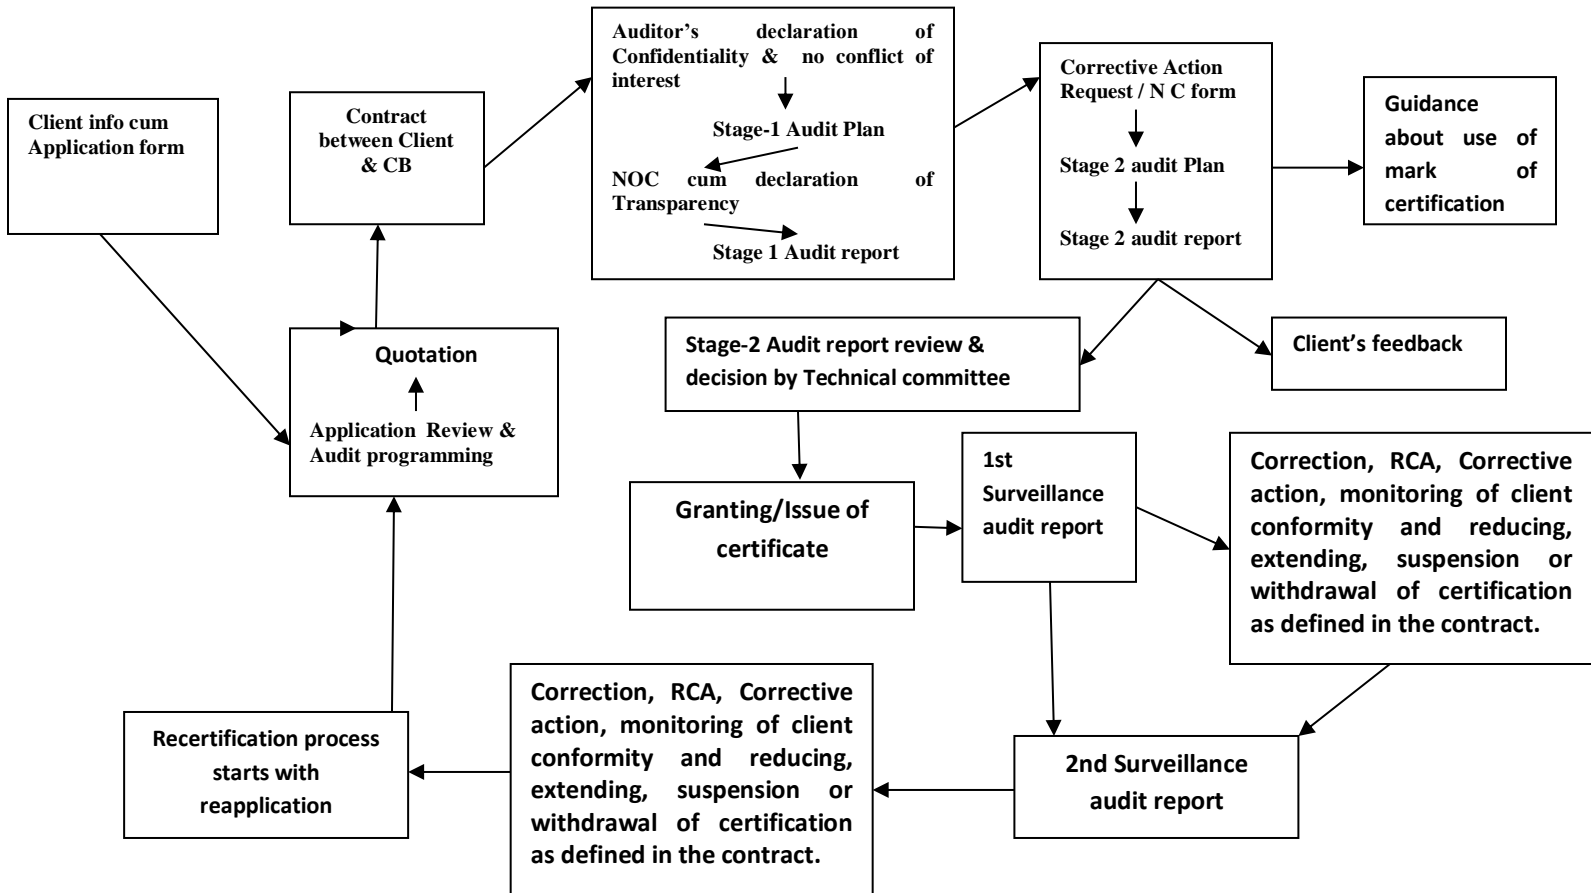 Client info cum
Application form
Contract
between Client
& CB
Auditor's declaration of
Confidentiality & no conflict of
interest
Stage-1 Audit Plan
NOC cum declaration of
Transparency
Stage 1 Audit report
Corrective Action
Request / N C form
Stage 2 audit Plan
Stage 2 audit report
Guidance
about use of
mark of
certification
Quotation
Application Review &
Audit programming
Stage-2 Audit report review &
decision by Technical committee
Client's feedback
Granting/Issue of
certificate
1st
Surveillance
audit report
Correction, RCA, Corrective
action, monitoring of client
conformity and reducing,
extending, suspension or
withdrawal of certification
as defined in the contract.
Recertification process
starts with
reapplication
Correction, RCA, Corrective
action, monitoring of client
conformity and reducing,
extending, suspension or
withdrawal of certification
as defined in the contract.
2nd Surveillance
audit report